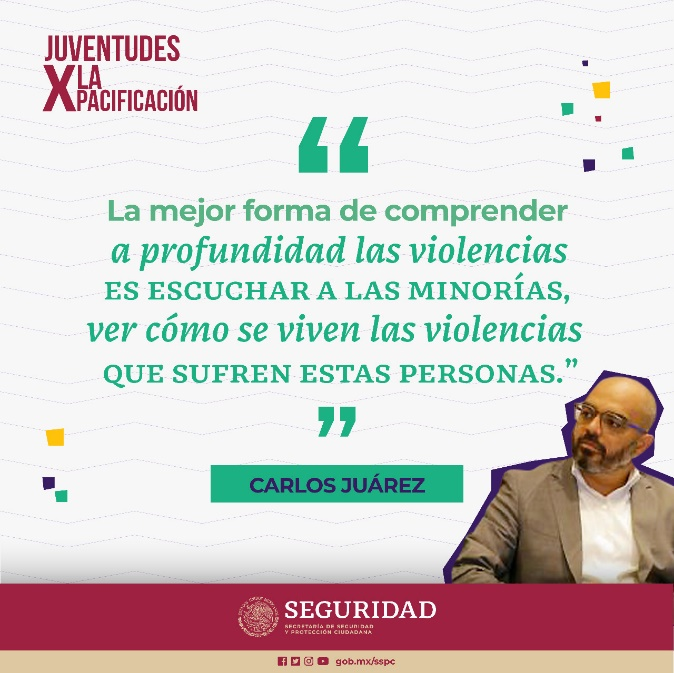 JUVENTUDES
X LA
PACIFICACIÓN
“
La mejor forma de comprender
a profundidad las violencias
ES ESCUCHAR A LAS MINORÍAS,
ver cómo se viven las violencias
QUE SUFREN ESTAS PERSONAS.”
”
CARLOS JUÁREZ
SEGURIDAD
SECRETARÍA DE SEGURIDAD
Y PROTECCIÓN CIUDADANA
gob.mx/sspc